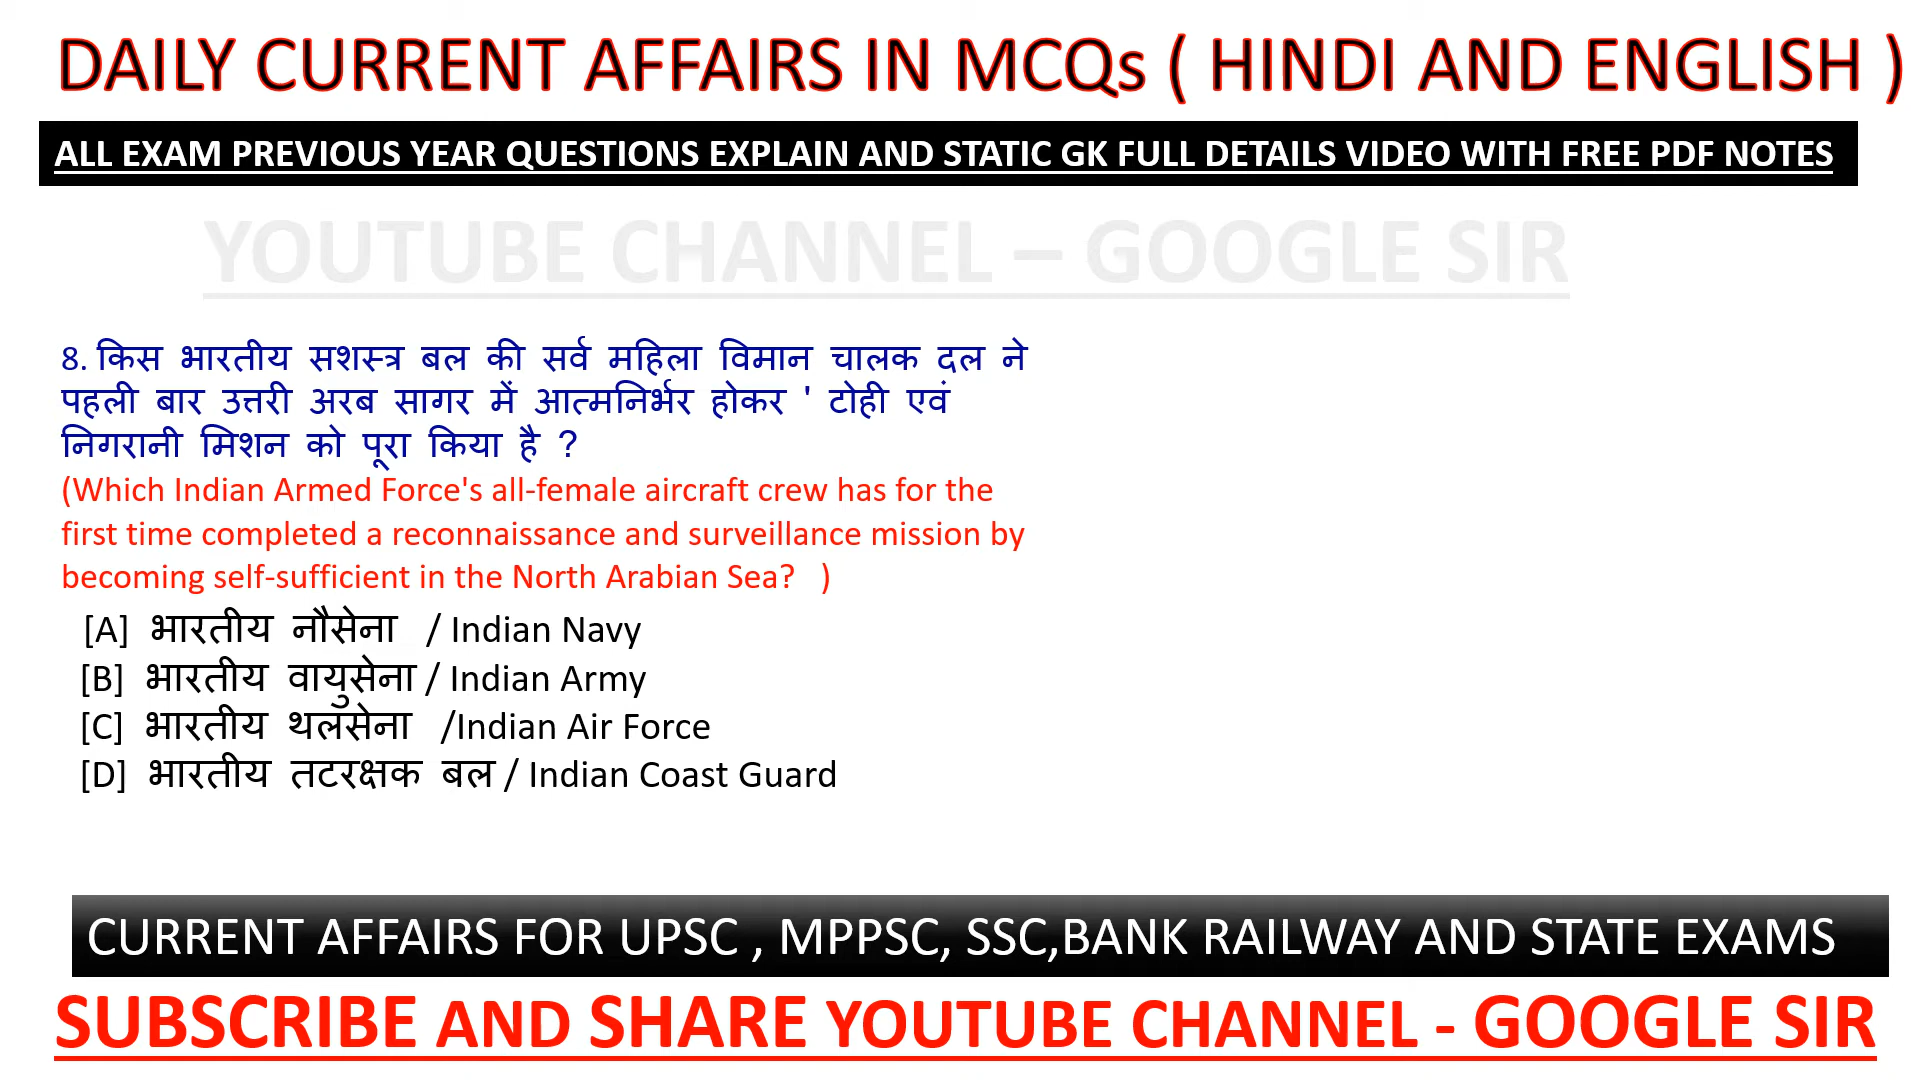 DAILY CURRENT AFFAIRS IN MCQs ( HINDI AND ENGLISH )
ALL EXAM PREVIOUS YEAR QUESTIONS EXPLAIN AND STATIC GK FULL DETAILS VIDEO WITH FREE PDF NOTES
YOUTUBE CHANNEL – GOOGLE SIR
8. किस भारतीय सशस्त्र बल की सर्व महिला विमान चालक दल ने
पहली बार उत्तरी अरब सागर में आत्मनिर्भर होकर ' टोही एवं
निगरानी मिशन को पूरा किया है ?
(Which Indian Armed Force's all-female aircraft crew has for the
first time completed a reconnaissance and surveillance mission by
becoming self-sufficient in the North Arabian Sea? )
[A] भारतीय नौसेना / Indian Navy
[B] भारतीय वायुसेना / Indian Army
[C] भारतीय थलसेना /Indian Air Force
[D] भारतीय तटरक्षक बल / Indian Coast Guard
CURRENT AFFAIRS FOR UPSC , MPPSC, SSC,BANK RAILWAY AND STATE EXAMS
SUBSCRIBE AND SHARE YOUTUBE CHANNEL - GOOGLE SIR